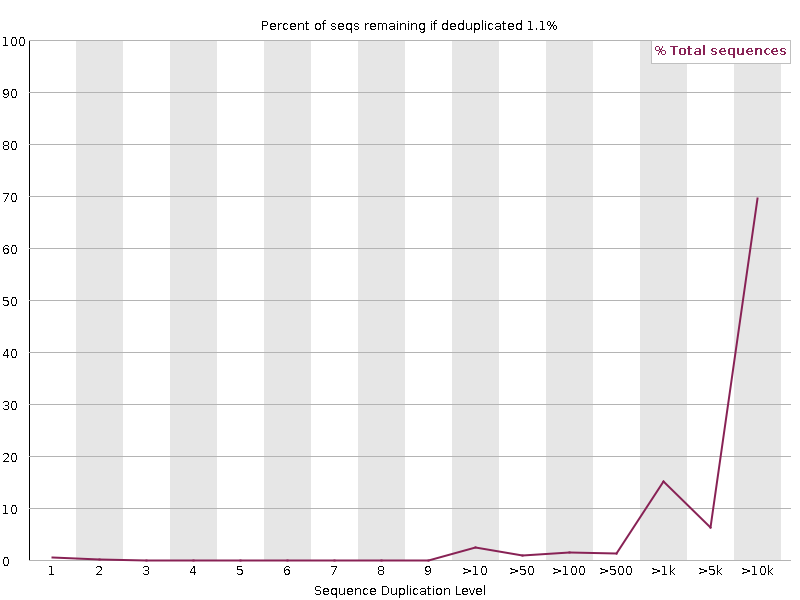 Percent of seqs remaining if deduplicated 1.1%
% Total sequences
100
90
80
70
60
50
40
30
20
10
0
1 2 3 4 5 6 7 8 9 >10 >50 >100 >500 >1k >5k >10k
Sequence Duplication Level